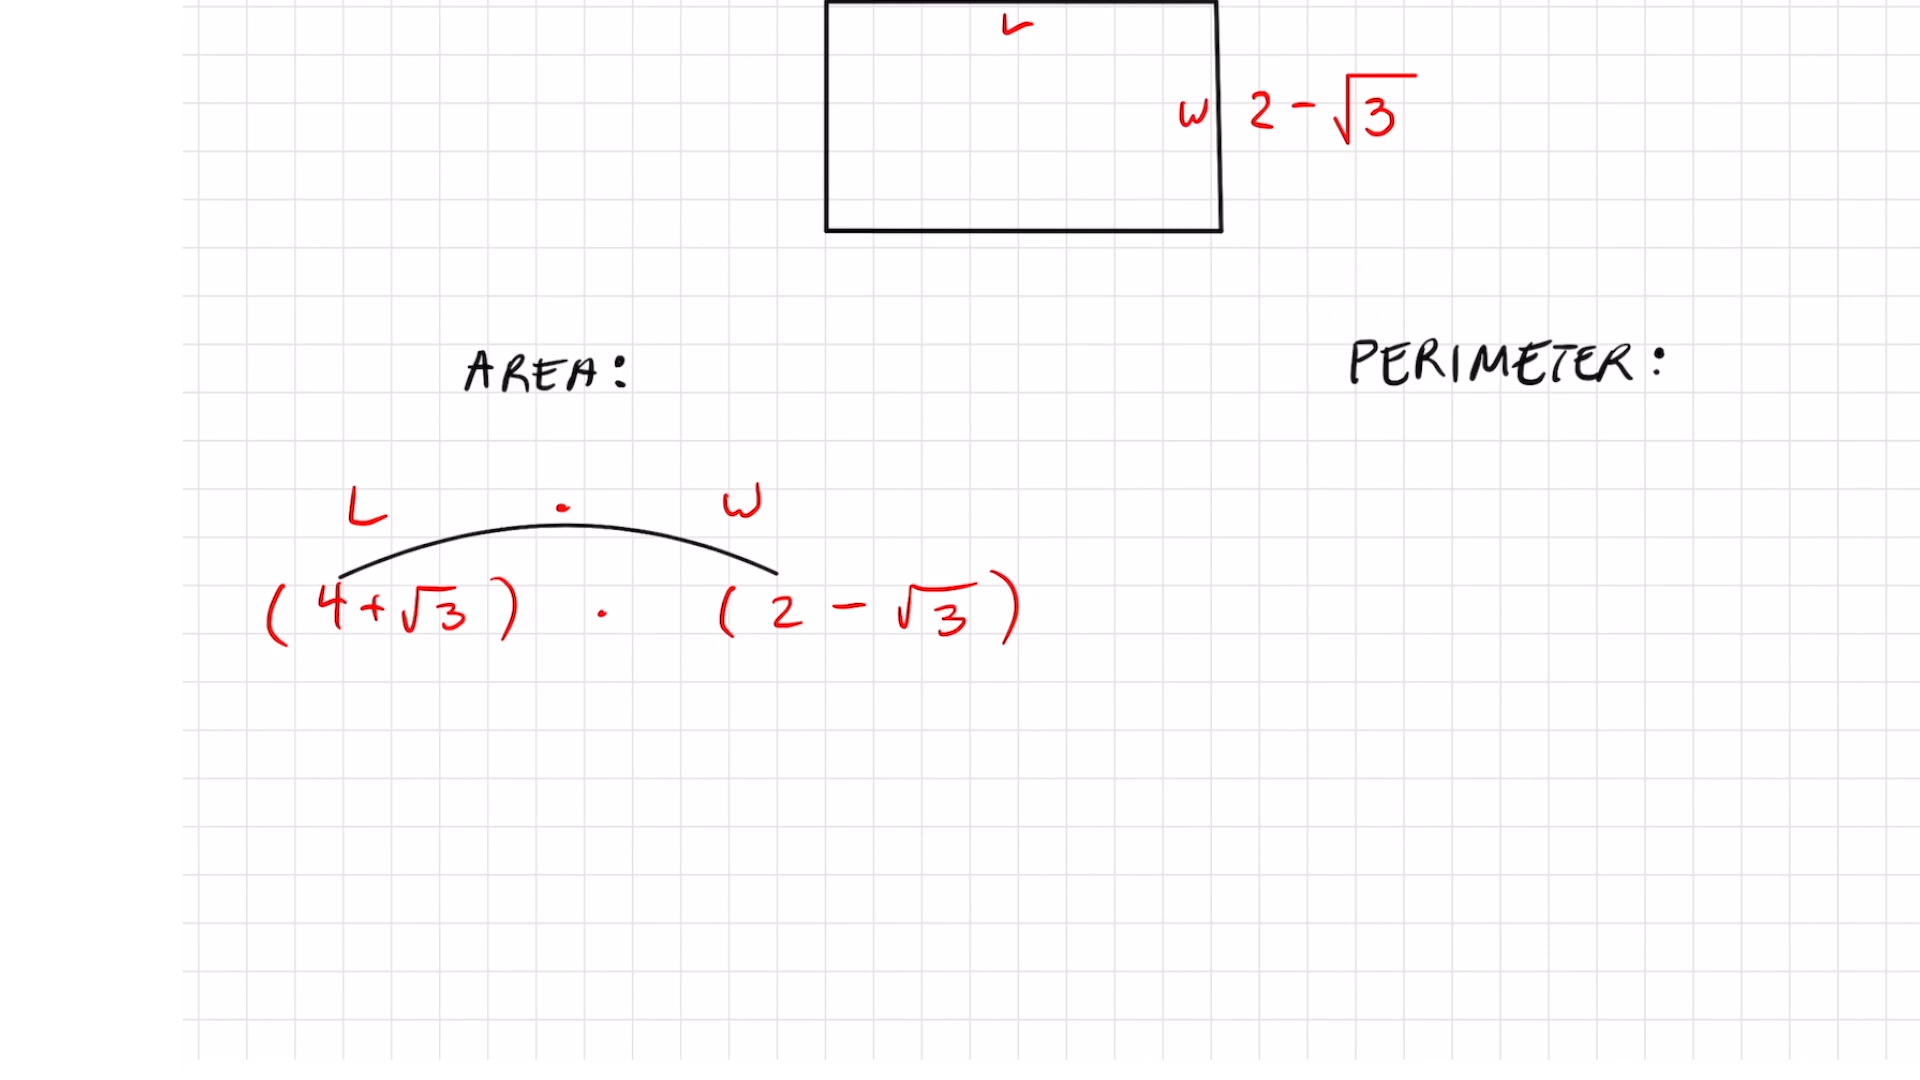 L
W 2 - √3
AREA:
PERIMETER:
L · W
(4+√3) · (2 - √3)